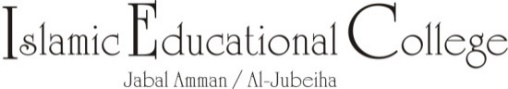 Islamic Educational College
Jabal Amman / Al-Jubeiha